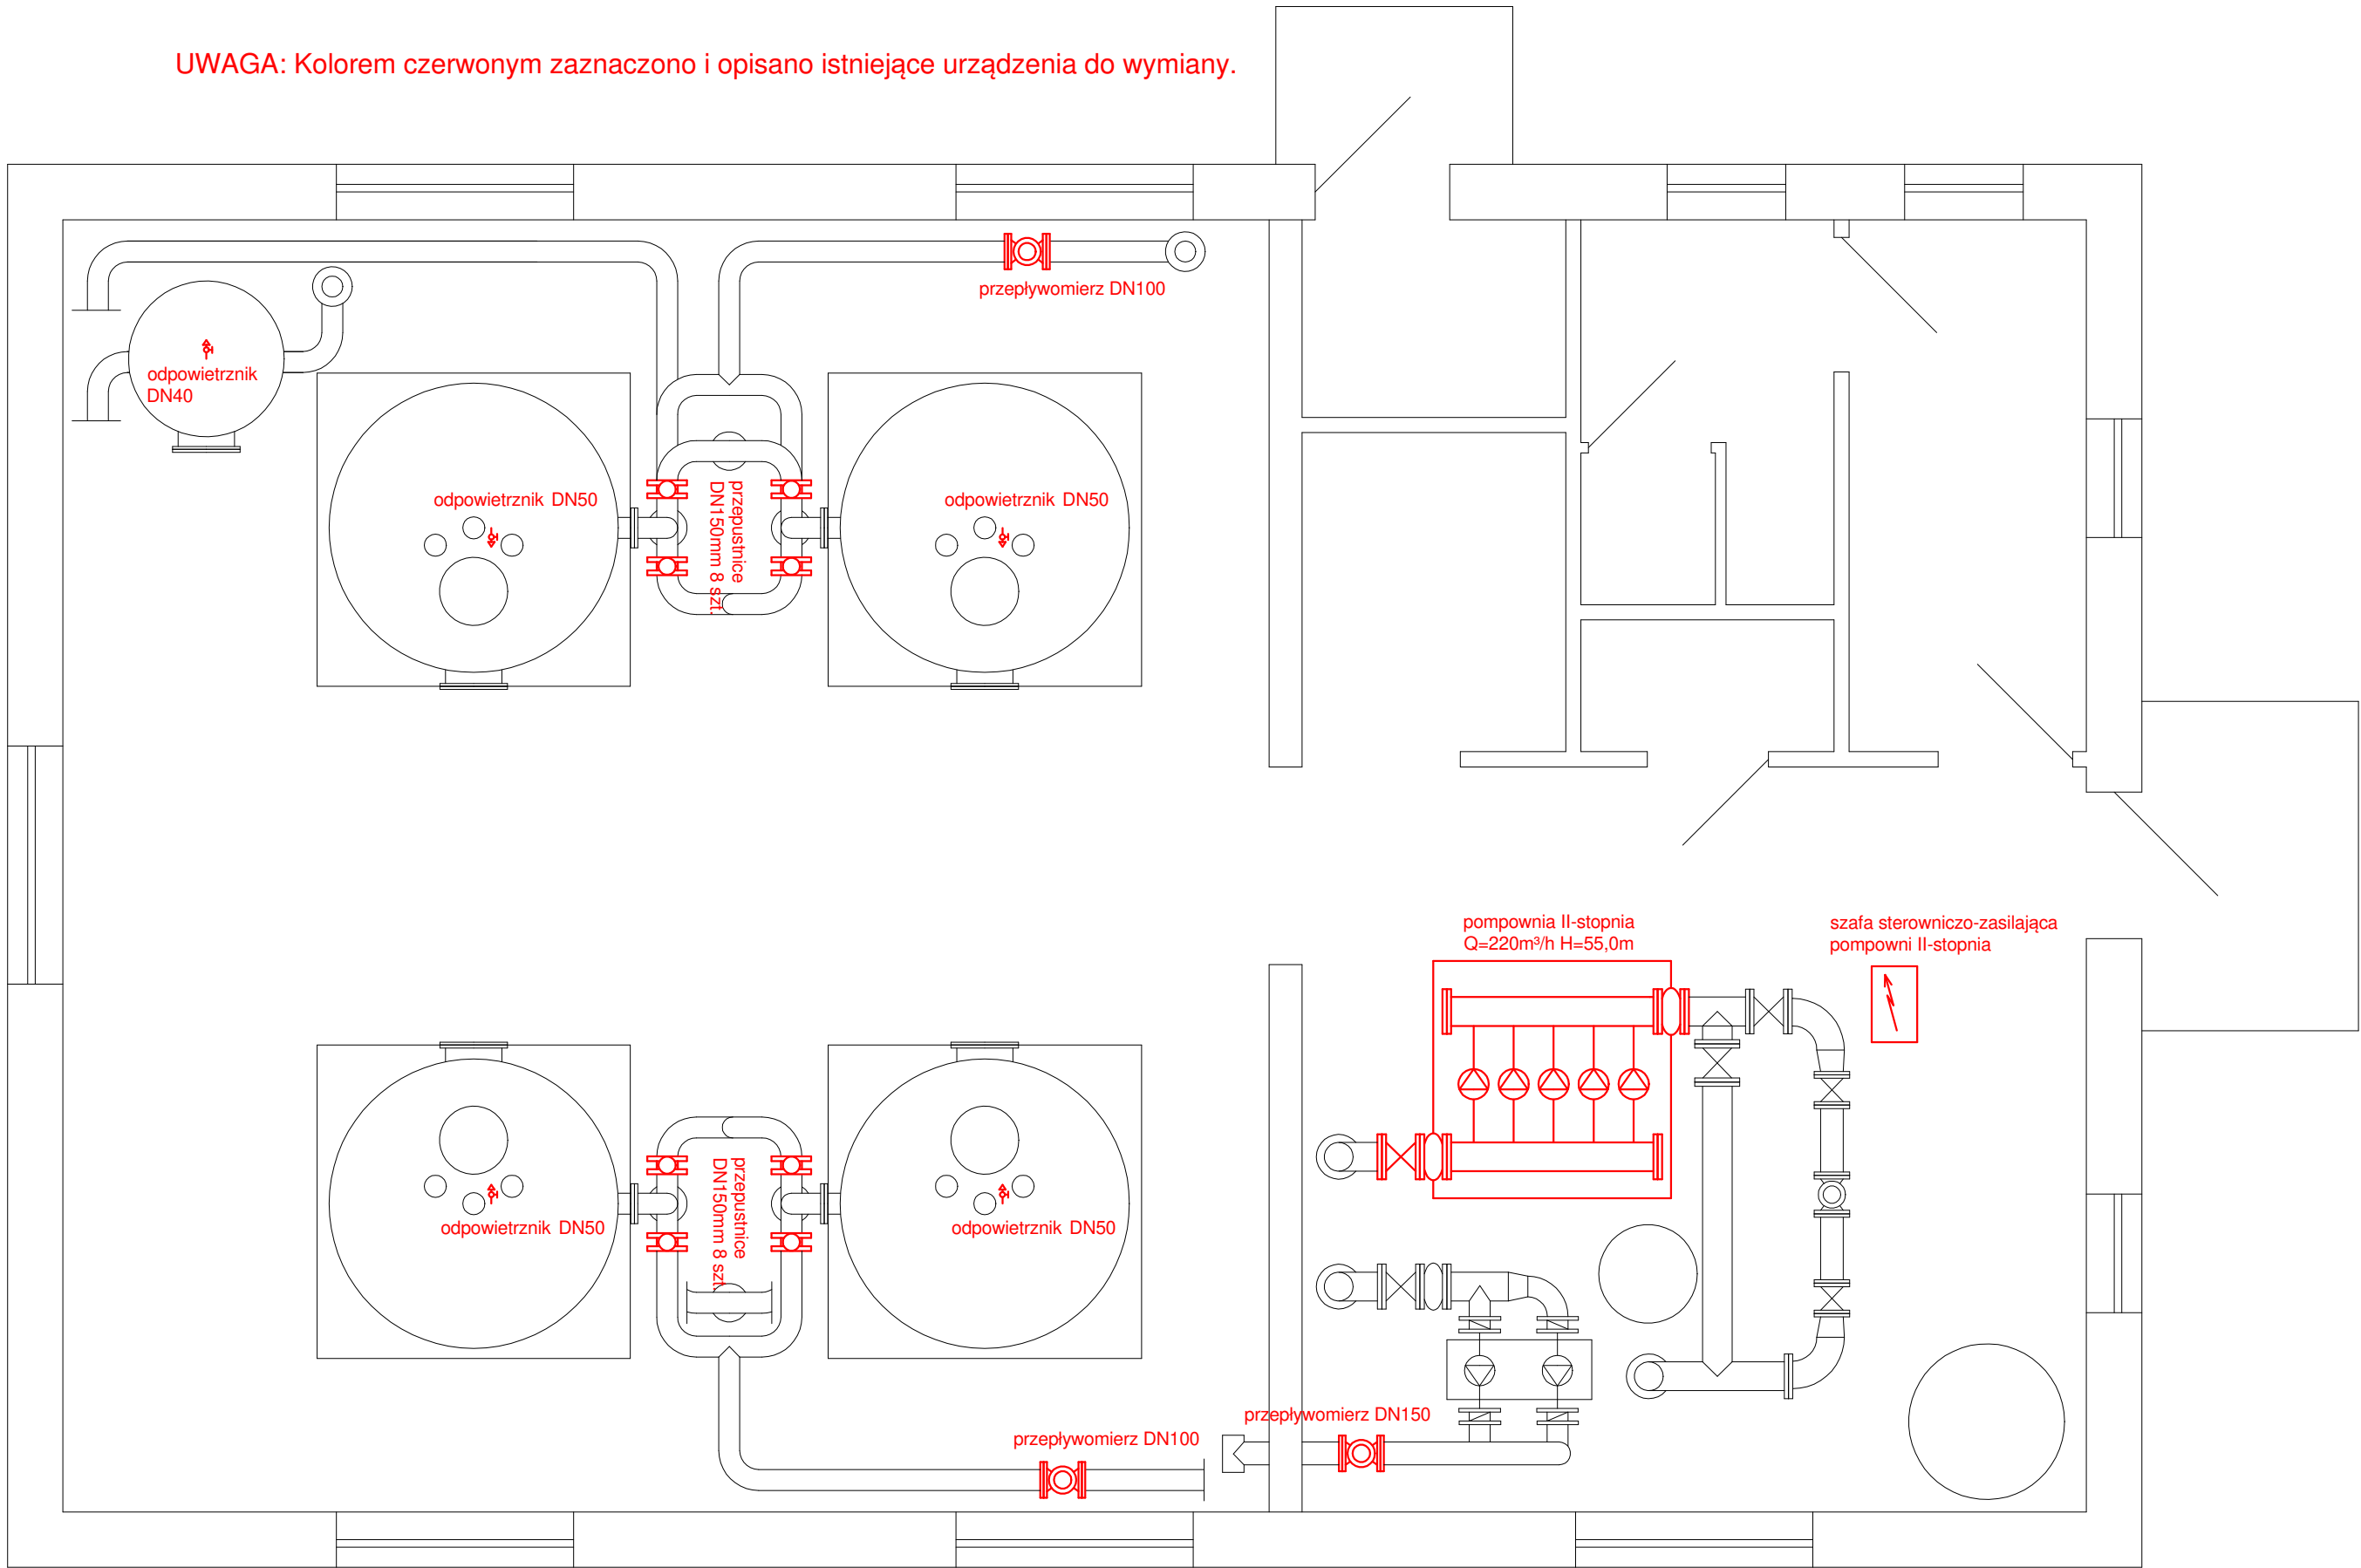 UWAGA: Kolorem czerwonym zaznaczono i opisano istniejące urządzenia do wymiany.
przepływomierz DN100
odpowietrznik
DN40
odpowietrznik DN50
przepustnice
DN150mm 8 szt.
odpowietrznik DN50
pompownia II-stopnia
Q=220m³/h H=55,0m
szafa sterowniczo-zasilająca
pompowni II-stopnia
odpowietrznik DN50
przepustnice
DN150mm 8 szt.
odpowietrznik DN50
przepływomierz DN150
przepływomierz DN100